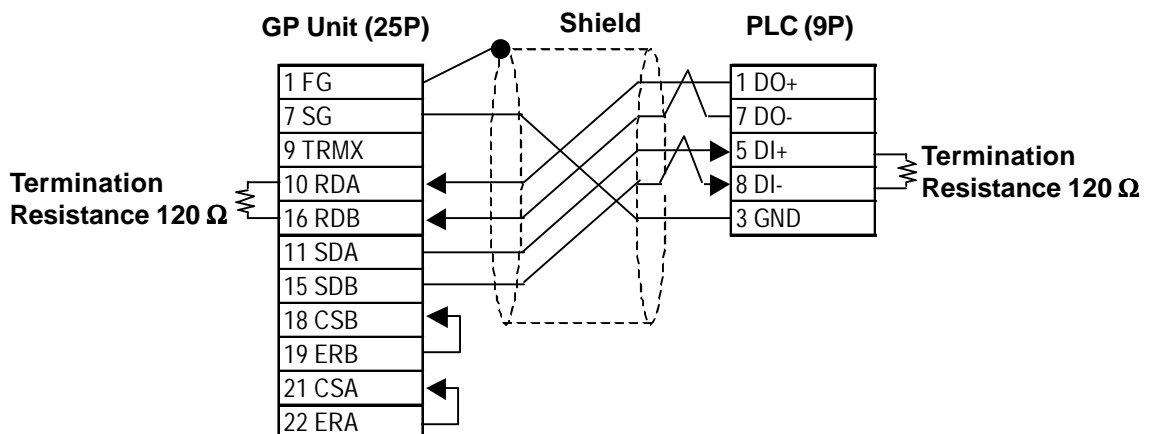 GP Unit (25P)
Shield
PLC (9P)
1 FG
7 SG
9 TRMX
10 RDA
16 RDB
11 SDA
15 SDB
18 CSB
19 ERB
21 CSA
22 ERA
Termination
Resistance 120 Ω
1 DO+
7 DO-
5 DI+
8 DI-
3 GND
Termination
Resistance 120 Ω